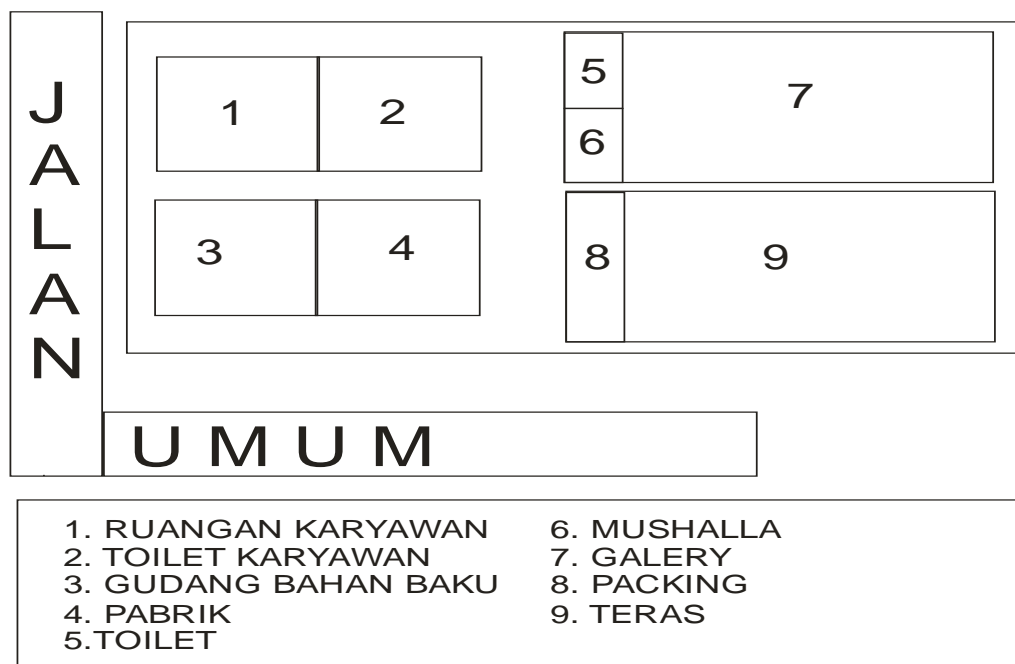 JALAN
1
2
5
7
6
3
4
8
9
U M U M
1. RUANGAN KARYAWAN
2. TOILET KARYAWAN
3. GUDANG BAHAN BAKU
4. PABRIK
5.TOILET
6. MUSHALLA
7. GALERY
8. PACKING
9. TERAS